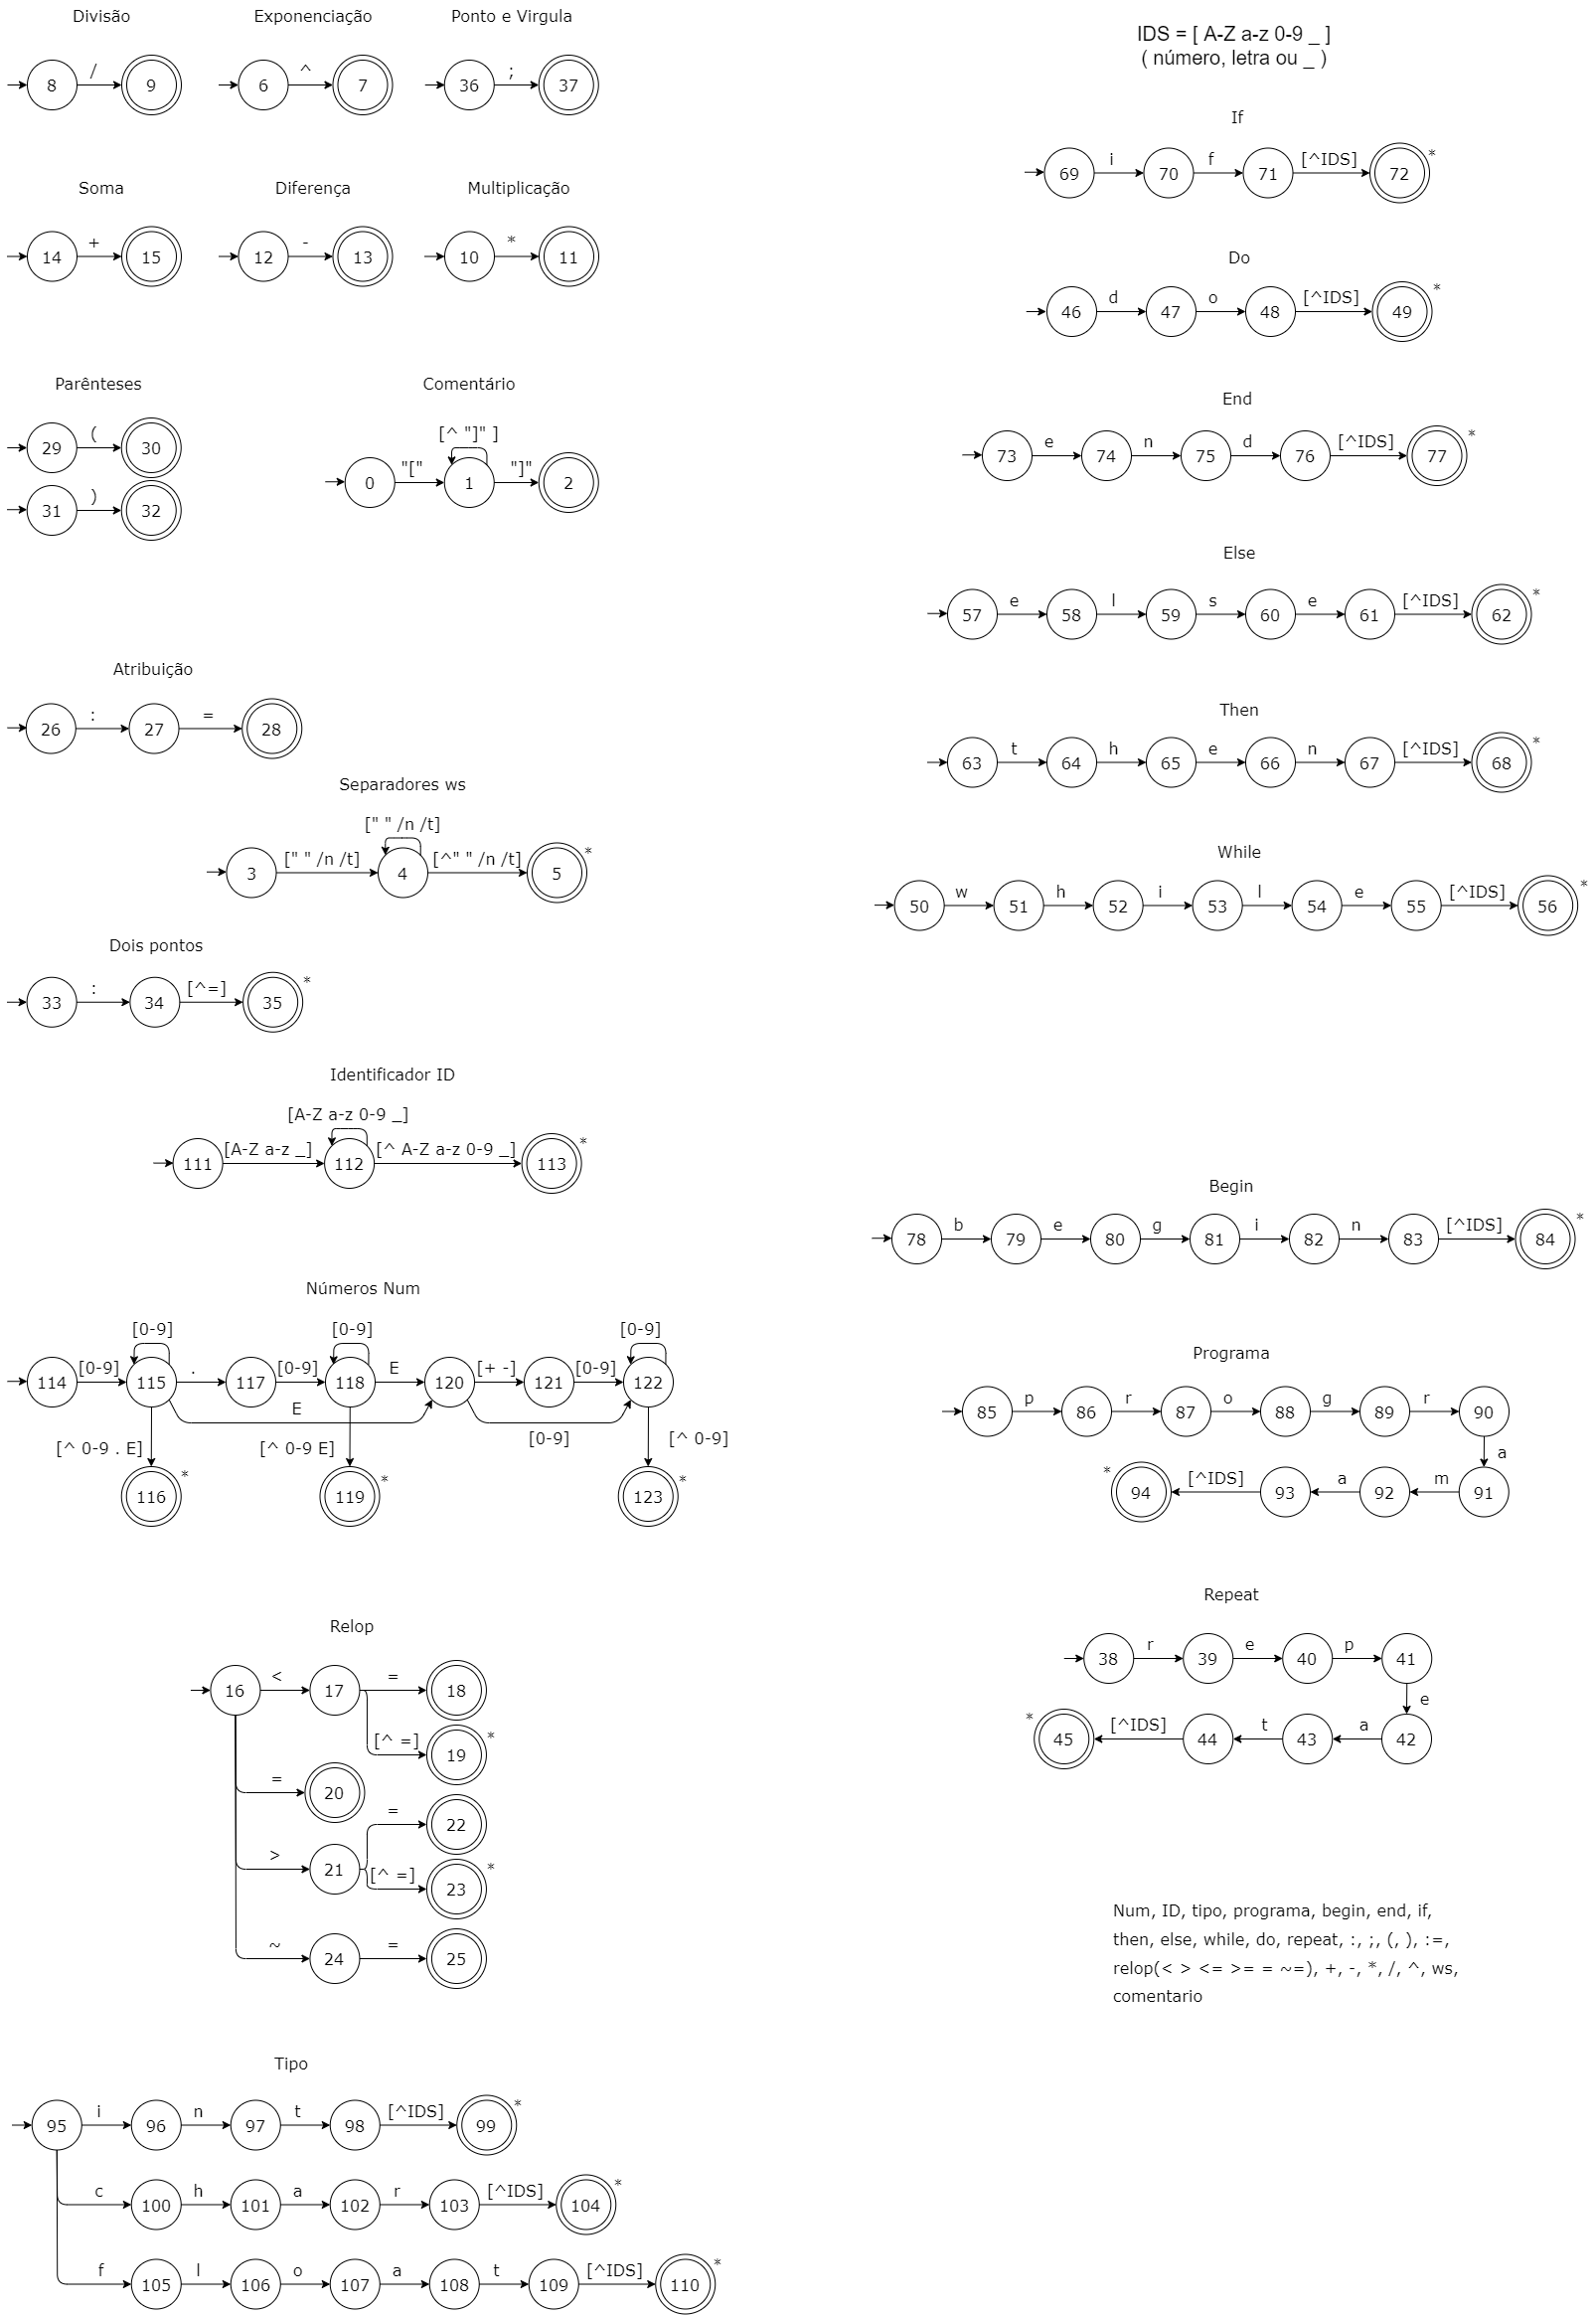 Divisão
8 / 9
Exponenciação
6 ^ 7
Ponto e Virgula
36 ; 37
IDS = [ A-Z a-z 0-9 _ ]
( número, letra ou _ )
Soma
14 + 15
Diferença
12 - 13
Multiplicação
10 * 11
Parênteses
29 ( 30
31 ) 32
Comentário
[^ "]" ]
0 "[" 1 "]" 2
Atribuição
26 : 27 = 28
Separadores ws
[" " /n /t]
3 [" " /n /t] 4 [^" " /n /t] 5 *
Dois pontos
33 : 34 [^=] 35 *
Identificador ID
[A-Z a-z 0-9 _]
111 [A-Z a-z _] 112 [^ A-Z a-z 0-9 _] 113 *
Números Num
[0-9] [0-9] [0-9]
114 [0-9] 115 . 117 [0-9] 118 E 120 [+ -] 121 [0-9] 122
E [0-9]
[^ 0-9 . E] [^ 0-9 E] [^ 0-9]
116 * 119 * 123 *
Relop
16 < 17 = 18
[^ =] 19 *
= 20
= 22
> 21
[^ =] 23 *
~ 24 = 25
Tipo
95 i 96 n 97 t 98 [^IDS] 99 *
c 100 h 101 a 102 r 103 [^IDS] 104 *
f 105 l 106 o 107 a 108 t 109 [^IDS] 110 *
If
69 i 70 f 71 [^IDS] 72 *
Do
46 d 47 o 48 [^IDS] 49 *
End
73 e 74 n 75 d 76 [^IDS] 77 *
Else
57 e 58 l 59 s 60 e 61 [^IDS] 62 *
Then
63 t 64 h 65 e 66 n 67 [^IDS] 68 *
While
50 w 51 h 52 i 53 l 54 e 55 [^IDS] 56 *
Begin
78 b 79 e 80 g 81 i 82 n 83 [^IDS] 84 *
Programa
85 p 86 r 87 o 88 g 89 r 90
a
* 94 [^IDS] 93 a 92 m 91
Repeat
38 r 39 e 40 p 41
e
* 45 [^IDS] 44 t 43 a 42
Num, ID, tipo, programa, begin, end, if,
then, else, while, do, repeat, :, ;, (, ), :=,
relop(< > <= >= = ~=), +, -, *, /, ^, ws,
comentario